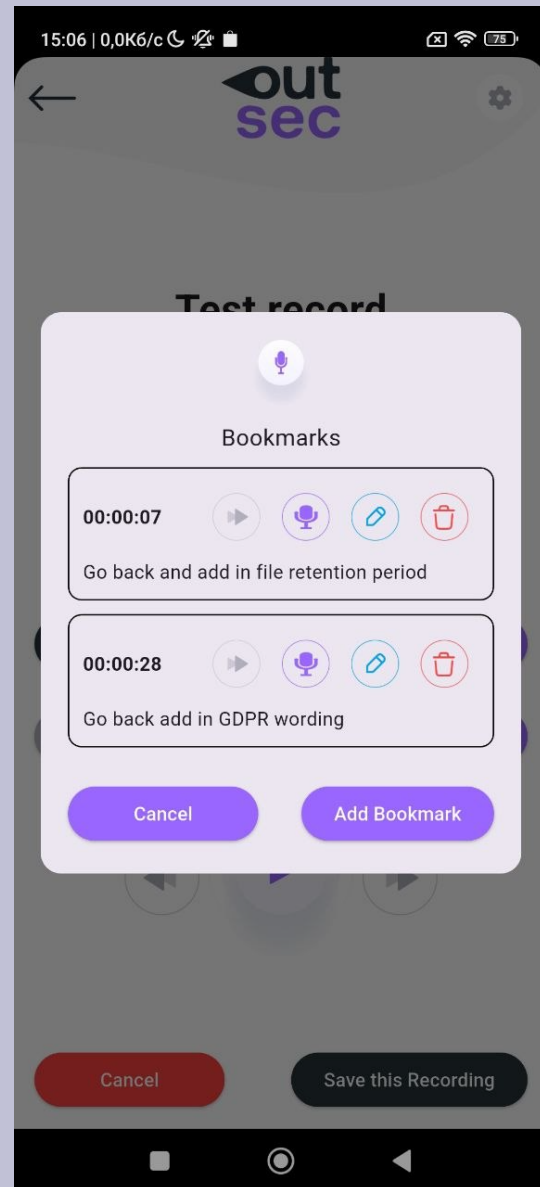 15:06 | 0,0Кб/с
75
out
sec
Test record
Bookmarks
00:00:07
Go back and add in file retention period
00:00:28
Go back add in GDPR wording
Cancel
Add Bookmark
Cancel
Save this Recording